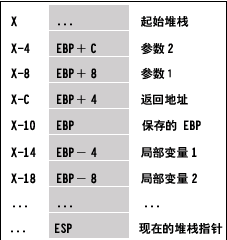 X ... 起始堆栈
X-4 EBP+C 参数2
X-8 EBP+8 参数1
X-C EBP+4 返回地址
X-10 EBP 保存的 EBP
X-14 EBP-4 局部变量1
X-18 EBP-8 局部变量2
... ... ...
... ESP 现在的堆栈指针